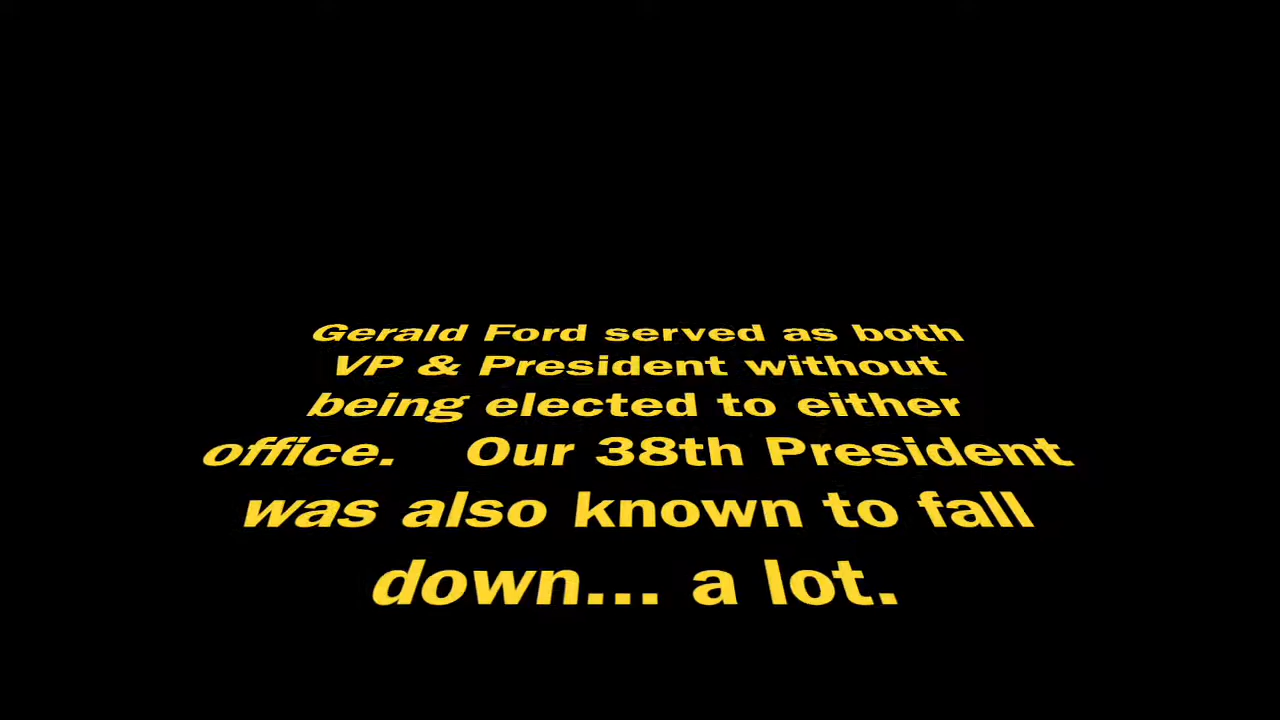 Gerald Ford served as both
VP & President without
being elected to either
office. Our 38th President
was also known to fall
down... a lot.